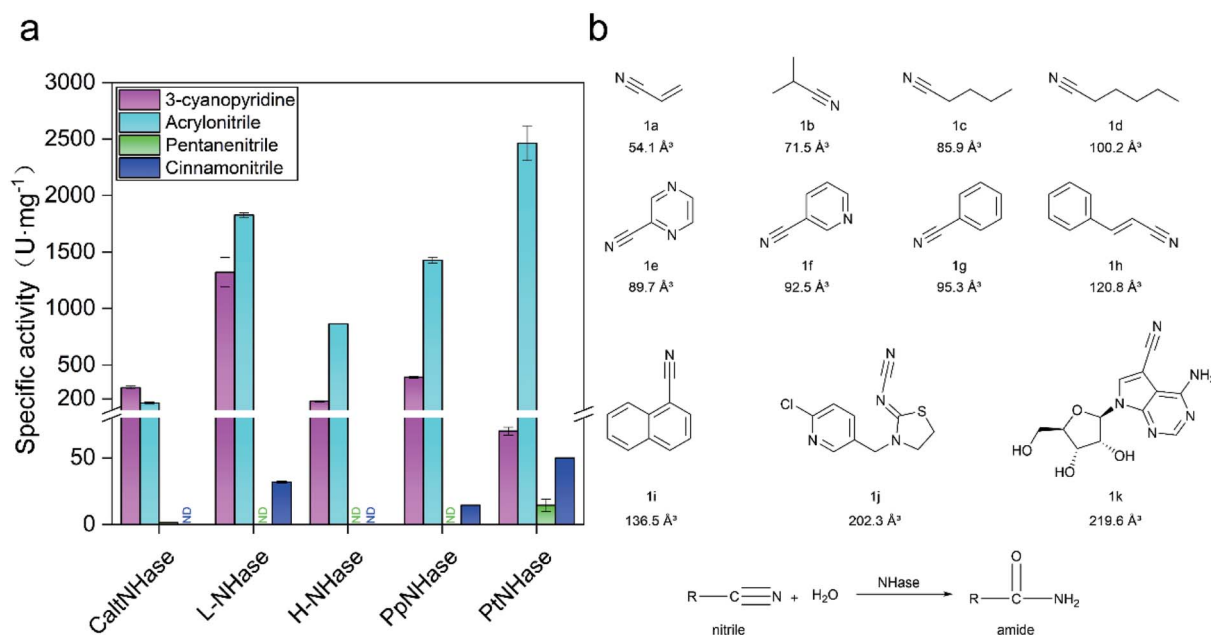 a
b
Specific activity（U·mg⁻¹）
3000
2500
2000
1500
1000
500
200
50
0
3-cyanopyridine
Acrylonitrile
Pentanenitrile
Cinnamonitrile
ND
ND
ND
ND
ND
CaltNHase
L-NHase
H-NHase
PpNHase
PtNHase
N
N
N
N
1a
1b
1c
1d
54.1 Å³
71.5 Å³
85.9 Å³
100.2 Å³
N
N
N
N
N
N
N
1e
1f
1g
1h
89.7 Å³
92.5 Å³
95.3 Å³
120.8 Å³
N
N
N
S
Cl
N
N
N
NH₂
N
N
N
O
HO
HO
OH
1i
1j
1k
136.5 Å³
202.3 Å³
219.6 Å³
R C N + H₂O
NHase
O
R C NH₂
nitrile
amide